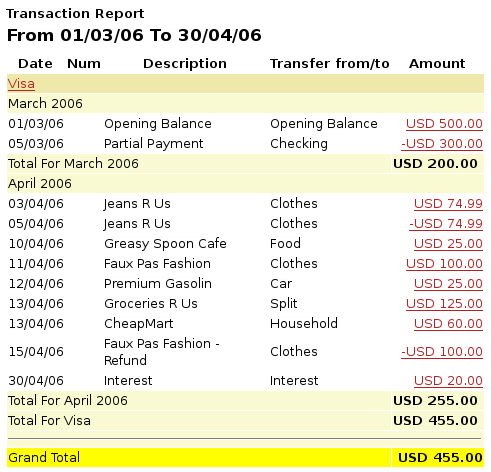 Transaction Report
From 01/03/06 To 30/04/06
Date Num Description Transfer from/to Amount
Visa
March 2006
01/03/06 Opening Balance Opening Balance USD 500.00
05/03/06 Partial Payment Checking -USD 300.00
Total For March 2006 USD 200.00
April 2006
03/04/06 Jeans R Us Clothes USD 74.99
05/04/06 Jeans R Us Clothes -USD 74.99
10/04/06 Greasy Spoon Cafe Food USD 25.00
11/04/06 Faux Pas Fashion Clothes USD 100.00
12/04/06 Premium Gasolin Car USD 25.00
13/04/06 Groceries R Us Split USD 125.00
13/04/06 CheapMart Household USD 60.00
15/04/06 Faux Pas Fashion - Refund Clothes -USD 100.00
30/04/06 Interest Interest USD 20.00
Total For April 2006 USD 255.00
Total For Visa USD 455.00
Grand Total USD 455.00